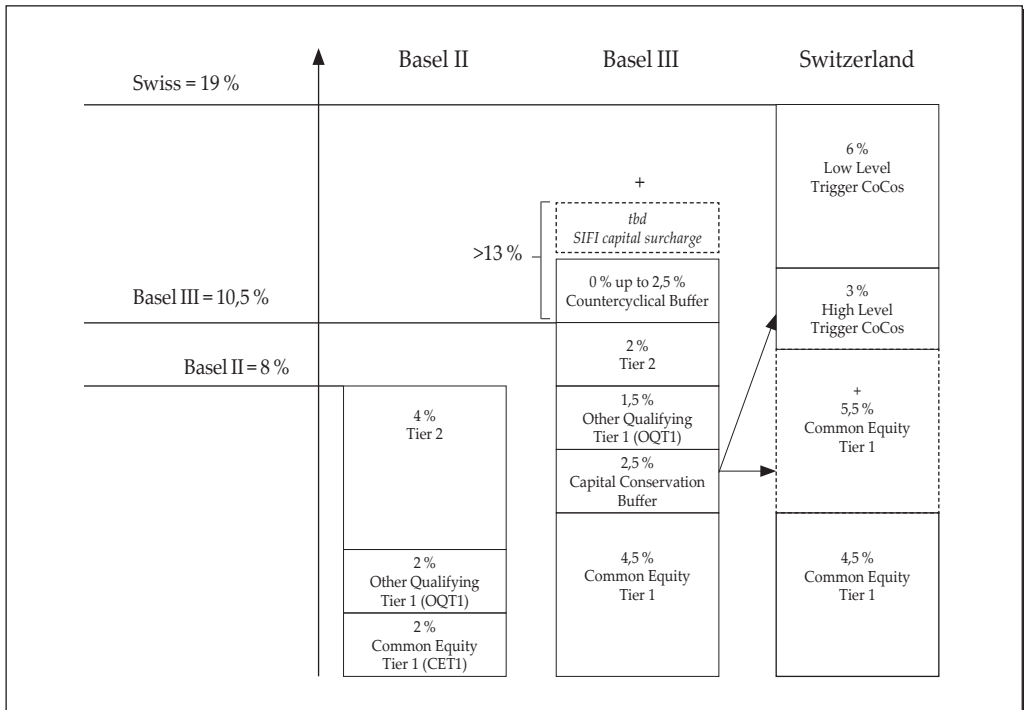 Basel II
Basel III
Switzerland
Swiss = 19 %
Basel III = 10,5 %
Basel II = 8 %
4 %
Tier 2
2 %
Other Qualifying
Tier 1 (OQT1)
2 %
Common Equity
Tier 1 (CET1)
+
tbd
SIFI capital surcharge
>13 %
0 % up to 2,5 %
Countercyclical Buffer
2 %
Tier 2
1,5 %
Other Qualifying
Tier 1 (OQT1)
2,5 %
Capital Conservation
Buffer
4,5 %
Common Equity
Tier 1
6 %
Low Level
Trigger CoCos
3 %
High Level
Trigger CoCos
+
5,5 %
Common Equity
Tier 1
4,5 %
Common Equity
Tier 1